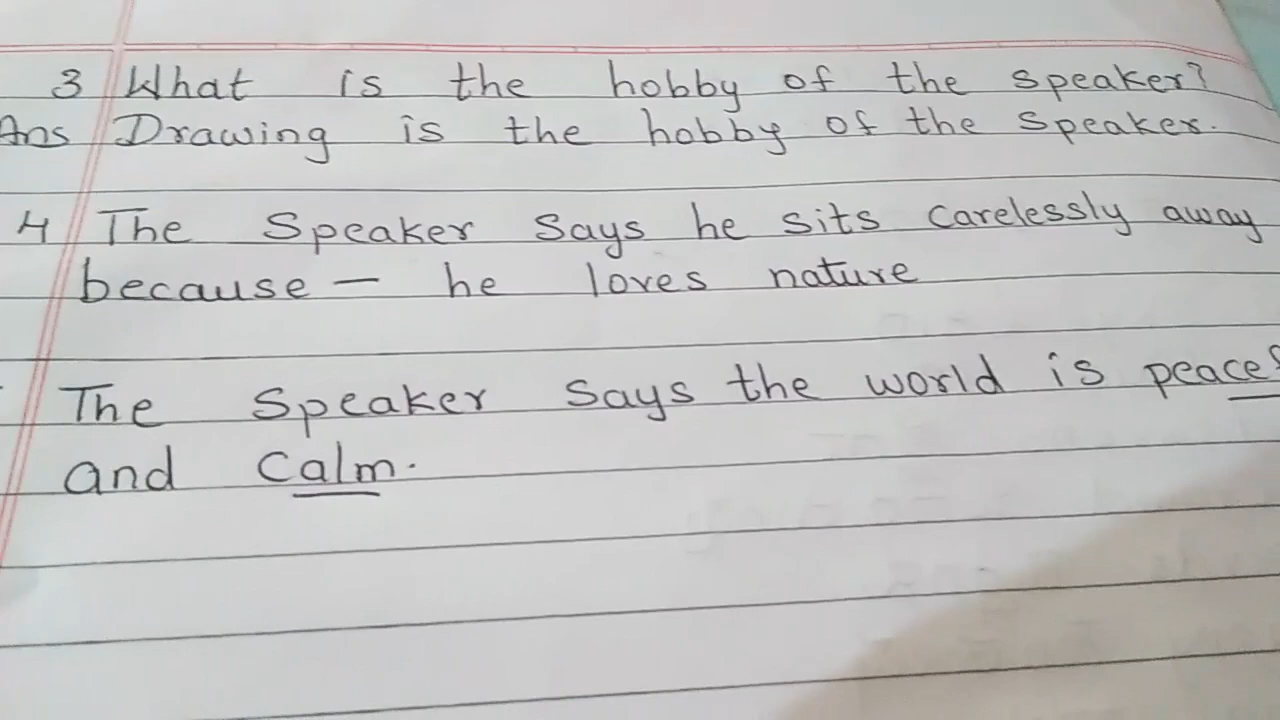 3 What is the hobby of the speaker?
Ans Drawing is the hobby of the speaker.
4 The Speaker Says he sits carelessly away
because — he loves nature
The Speaker Says the world is peacef
and Calm.